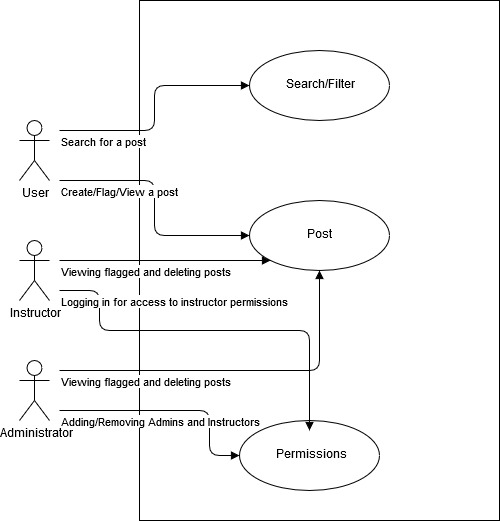 Search/Filter
Search for a post
User
Create/Flag/View a post
Post
Viewing flagged and deleting posts
Logging in for access to instructor permissions
Instructor
Viewing flagged and deleting posts
Adding/Removing Admins and Instructors
Administrator
Permissions